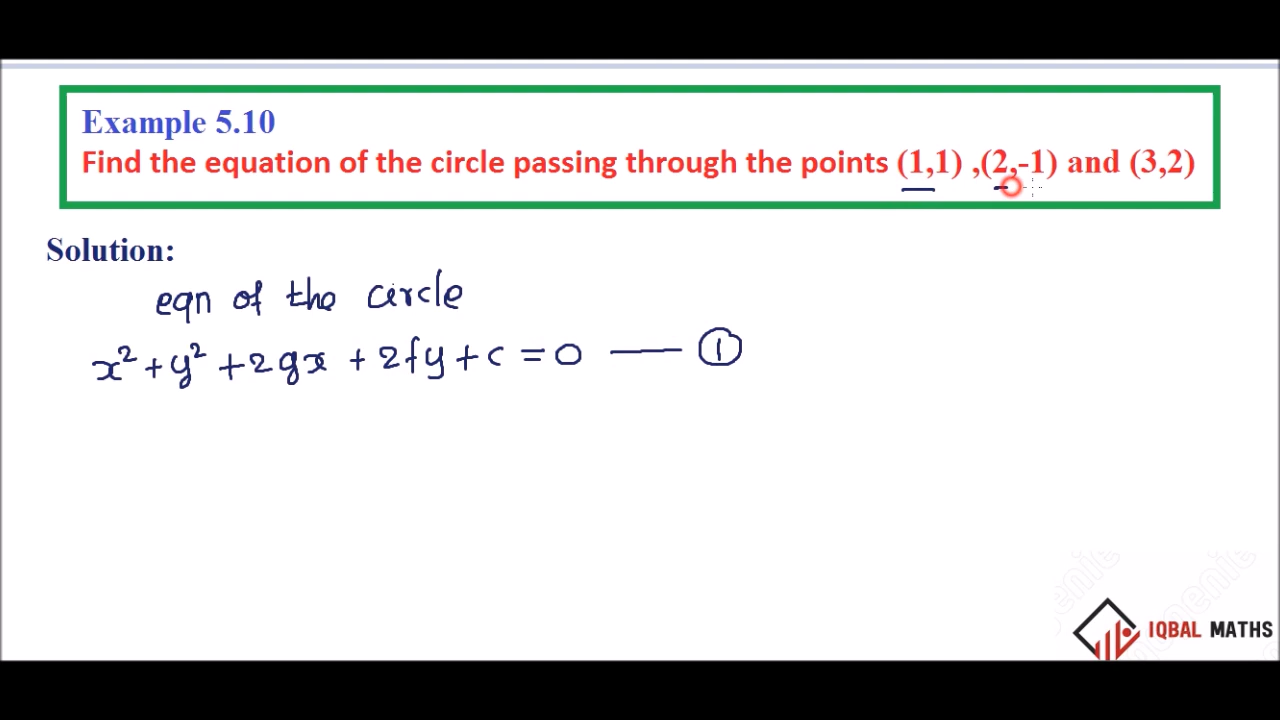 Example 5.10
Find the equation of the circle passing through the points (1,1) ,(2,-1) and (3,2)
Solution:
eqn of the circle
x² + y² + 2gx + 2fy + c = 0 —— ①
IQBAL MATHS